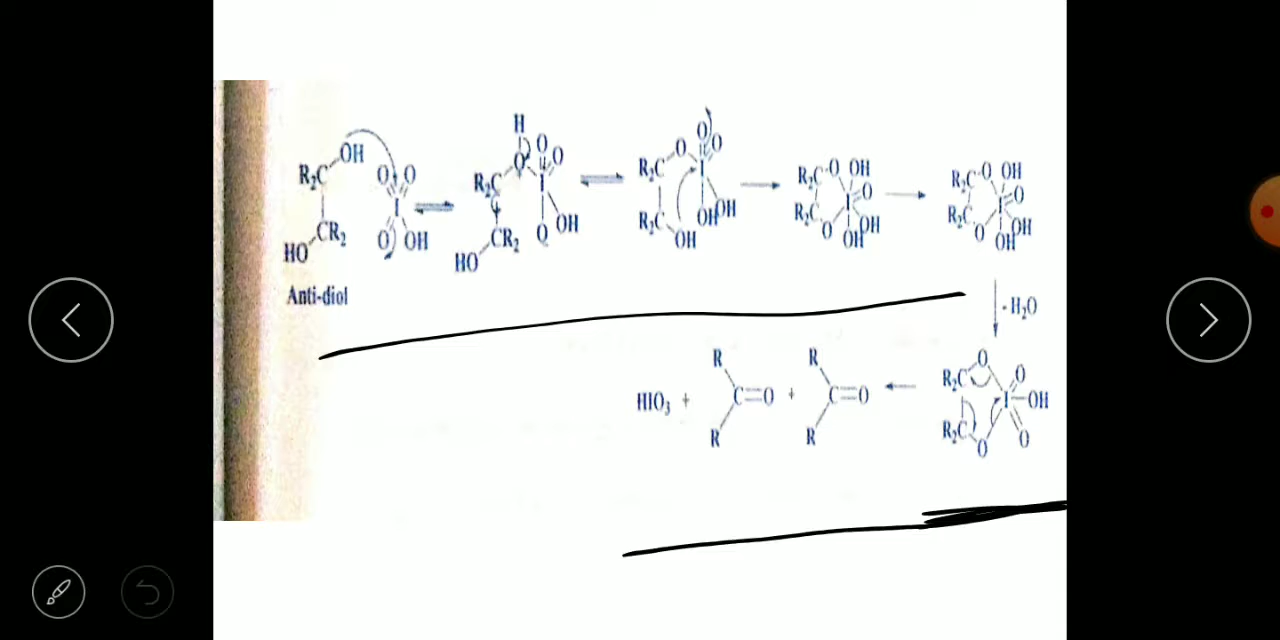 R₂C OH O O I O OH CR₂ HO
H O O O R₂C I OH O CR₂ HO
O O O R₂C I R₂C OH OH OH
R₂C O OH I O R₂C O OH OH
R₂C O OH I O R₂C O OH OH
Anti-diol
- H₂O
HIO₃ + R R C=O + R R C=O
R₂C O O I OH R₂C O O